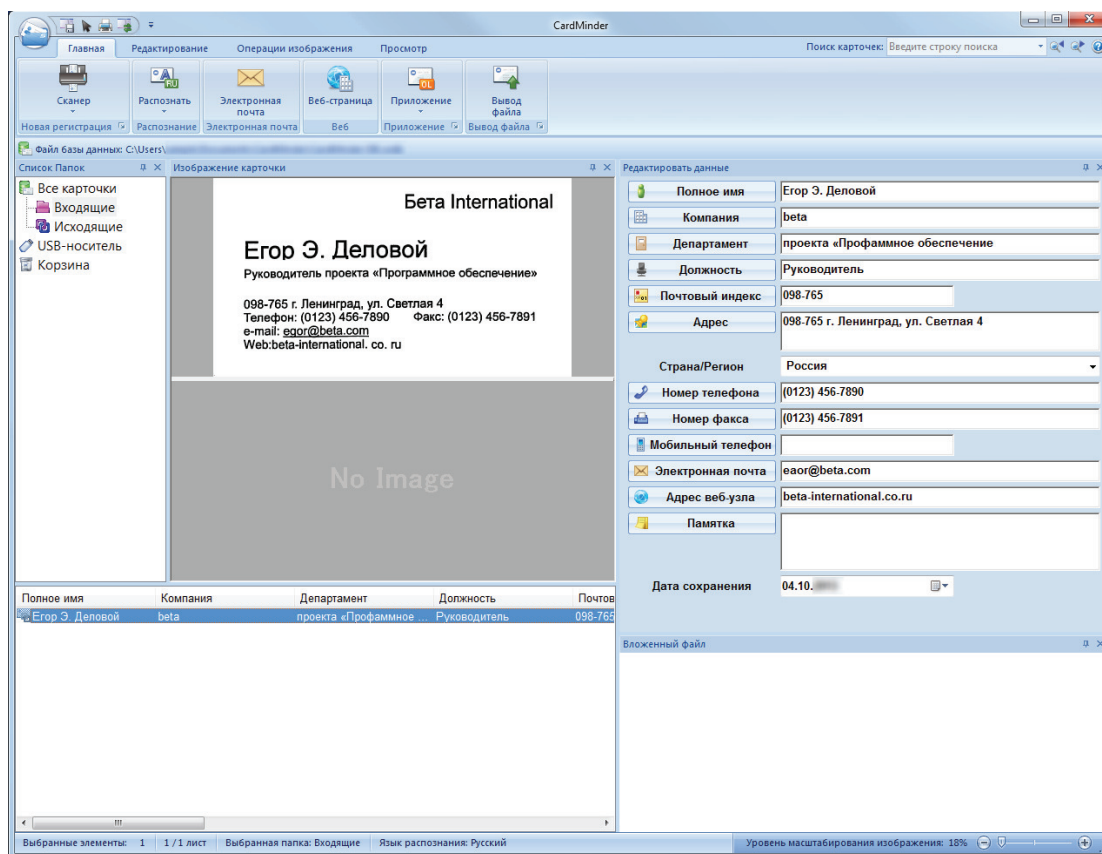 CardMinder
Главная Редактирование Операции изображения Просмотр Поиск карточек: Введите строку поиска
Сканер Распознать Электронная почта Веб-страница Приложение Вывод файла
Новая регистрация Распознание Электронная почта Веб Приложение Вывод файла
Файл базы данных: C:\Users\
Список Папок
Все карточки
Входящие
Исходящие
USB-носитель
Корзина
Изображение карточки
Бета International
Егор Э. Деловой
Руководитель проекта «Программное обеспечение»
098-765 г. Ленинград, ул. Светлая 4
Телефон: (0123) 456-7890 Факс: (0123) 456-7891
e-mail: egor@beta.com
Web:beta-international. co. ru
No Image
Редактировать данные
Полное имя Егор Э. Деловой
Компания beta
Департамент проекта «Профаммное обеспечение
Должность Руководитель
Почтовый индекс 098-765
Адрес 098-765 г. Ленинград, ул. Светлая 4
Страна/Регион Россия
Номер телефона (0123) 456-7890
Номер факса (0123) 456-7891
Мобильный телефон
Электронная почта eaor@beta.com
Адрес веб-узла beta-international.co.ru
Памятка
Дата сохранения 04.10.
Полное имя Компания Департамент Должность Почтов
Егор Э. Деловой beta проекта «Профаммное ... Руководитель 098-765
Вложенный файл
Выбранные элементы: 1 1 / 1 лист Выбранная папка: Входящие Язык распознавания: Русский Уровень масштабирования изображения: 18%